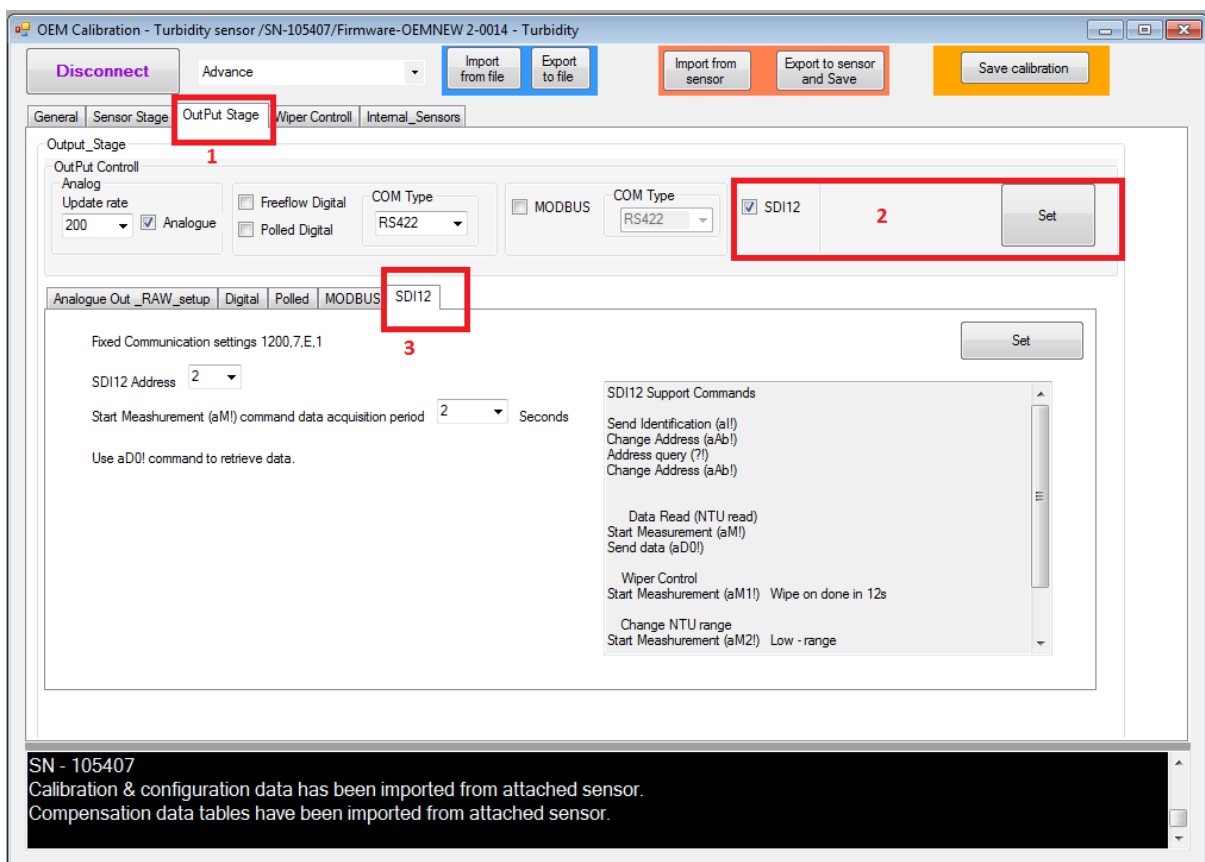 OEM Calibration - Turbidity sensor /SN-105407/Firmware-OEMNEW 2-0014 - Turbidity
Disconnect
Advance
Import from file
Export to file
Import from sensor
Export to sensor and Save
Save calibration
General
Sensor Stage
OutPut Stage
Wiper Controll
Internal_Sensors
1
Output_Stage
OutPut Controll
Analog
Update rate
200
Analogue
Freeflow Digital
Polled Digital
COM Type
RS422
MODBUS
COM Type
RS422
SDI12
2
Set
Analogue Out _RAW_setup
Digital
Polled
MODBUS
SDI12
3
Fixed Communication settings 1200,7,E,1
SDI12 Address 2
Start Meashurement (aM!) command data acquisition period 2 Seconds
Use aD0! command to retrieve data.
Set
SDI12 Support Commands
Send Identification (aI!)
Change Address (aAb!)
Address query (?!)
Change Address (aAb!)
Data Read (NTU read)
Start Measurement (aM!)
Send data (aD0!)
Wiper Control
Start Meashurement (aM1!) Wipe on done in 12s
Change NTU range
Start Meashurement (aM2!) Low - range
SN - 105407
Calibration & configuration data has been imported from attached sensor.
Compensation data tables have been imported from attached sensor.